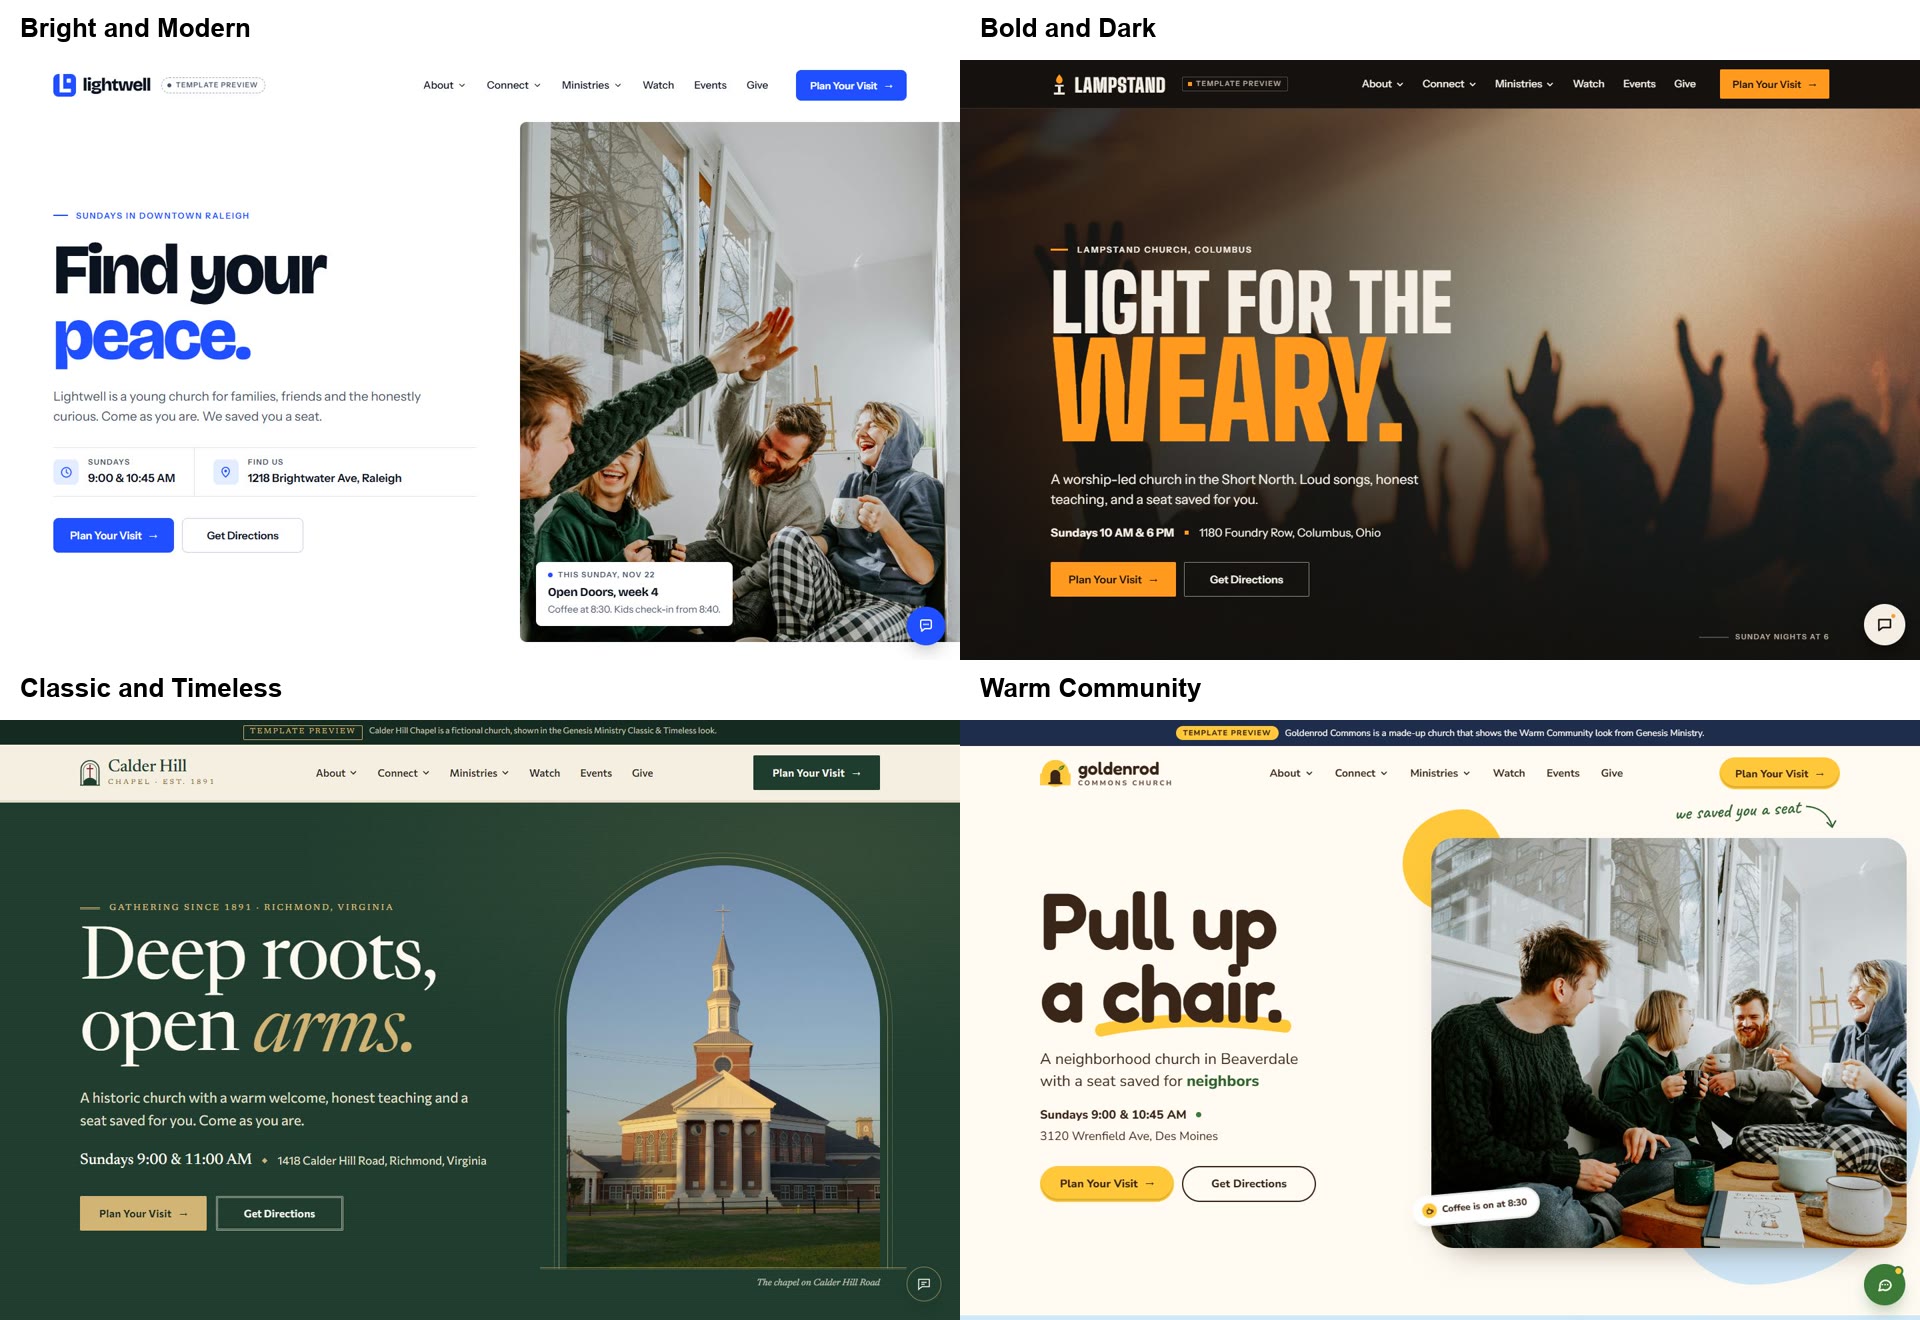 Bright and Modern
lightwell
TEMPLATE PREVIEW
About
Connect
Ministries
Watch
Events
Give
Plan Your Visit →
SUNDAYS IN DOWNTOWN RALEIGH
Find your
peace.
Lightwell is a young church for families, friends and the honestly
curious. Come as you are. We saved you a seat.
SUNDAYS
9:00 & 10:45 AM
FIND US
1218 Brightwater Ave, Raleigh
Plan Your Visit →
Get Directions
THIS SUNDAY, NOV 22
Open Doors, week 4
Coffee at 8:30. Kids check-in from 8:40.
Bold and Dark
LAMPSTAND
TEMPLATE PREVIEW
About
Connect
Ministries
Watch
Events
Give
Plan Your Visit →
LAMPSTAND CHURCH, COLUMBUS
LIGHT FOR THE
WEARY.
A worship-led church in the Short North. Loud songs, honest
teaching, and a seat saved for you.
Sundays 10 AM & 6 PM
1180 Foundry Row, Columbus, Ohio
Plan Your Visit →
Get Directions
SUNDAY NIGHTS AT 6
Classic and Timeless
TEMPLATE PREVIEW
Calder Hill Chapel is a fictional church, shown in the Genesis Ministry Classic & Timeless look.
Calder Hill
CHAPEL · EST. 1891
About
Connect
Ministries
Watch
Events
Give
Plan Your Visit →
GATHERING SINCE 1891 · RICHMOND, VIRGINIA
Deep roots,
open arms.
A historic church with a warm welcome, honest teaching and a
seat saved for you. Come as you are.
Sundays 9:00 & 11:00 AM
1418 Calder Hill Road, Richmond, Virginia
Plan Your Visit →
Get Directions
The chapel on Calder Hill Road
Warm Community
TEMPLATE PREVIEW
Goldenrod Commons is a made-up church that shows the Warm Community look from Genesis Ministry.
goldenrod
COMMONS CHURCH
About
Connect
Ministries
Watch
Events
Give
Plan Your Visit →
we saved you a seat
Pull up
a chair.
A neighborhood church in Beaverdale
with a seat saved for neighbors
Sundays 9:00 & 10:45 AM
3120 Wrenfield Ave, Des Moines
Plan Your Visit →
Get Directions
Coffee is on at 8:30